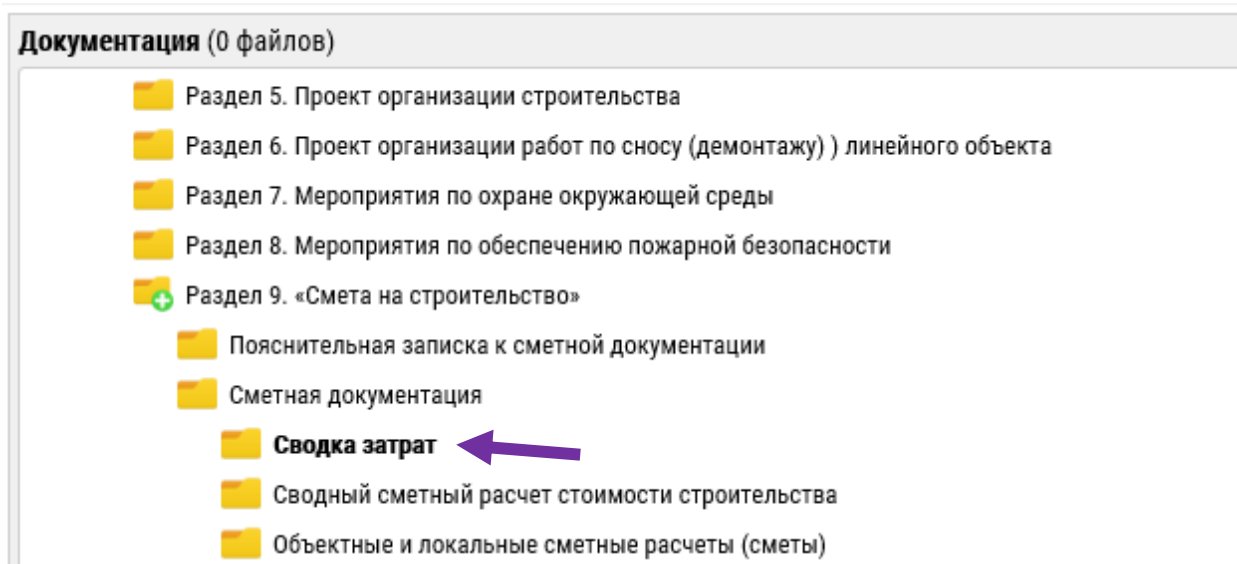 Документация (0 файлов)
Раздел 5. Проект организации строительства
Раздел 6. Проект организации работ по сносу (демонтажу) ) линейного объекта
Раздел 7. Мероприятия по охране окружающей среды
Раздел 8. Мероприятия по обеспечению пожарной безопасности
Раздел 9. «Смета на строительство»
Пояснительная записка к сметной документации
Сметная документация
Сводка затрат
Сводный сметный расчет стоимости строительства
Объектные и локальные сметные расчеты (сметы)